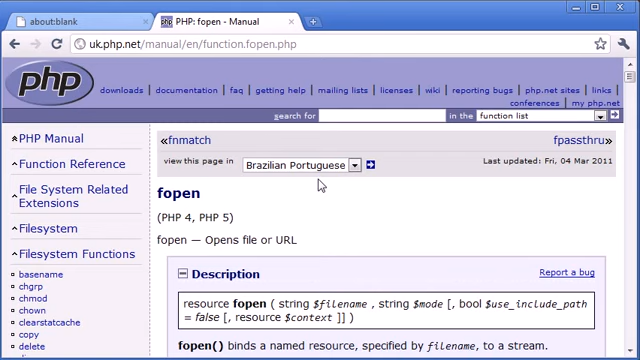 about:blank
php PHP: fopen - Manual
uk.php.net/manual/en/function.fopen.php
php
downloads | documentation | faq | getting help | mailing lists | licenses | wiki | reporting bugs | php.net sites | links |
conferences | my php.net
search for in the function list
PHP Manual
Function Reference
File System Related
Extensions
Filesystem
Filesystem Functions
basename
chgrp
chmod
chown
clearstatcache
copy
delete
«fnmatch fpassthru»
view this page in Brazilian Portuguese Last updated: Fri, 04 Mar 2011
fopen
(PHP 4, PHP 5)
fopen — Opens file or URL
Description Report a bug
resource fopen ( string $filename , string $mode [, bool $use_include_path
= false [, resource $context ]] )
fopen() binds a named resource, specified by filename, to a stream.